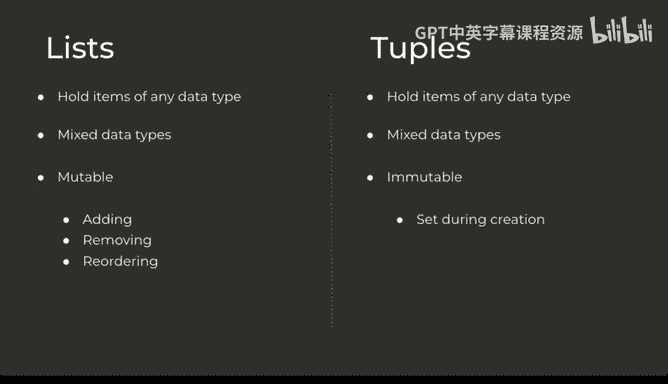 GPT中英字幕课程资源 bilibili
Lists
● Hold items of any data type
● Mixed data types
● Mutable
● Adding
● Removing
● Reordering
Tuples
● Hold items of any data type
● Mixed data types
● Immutable
● Set during creation